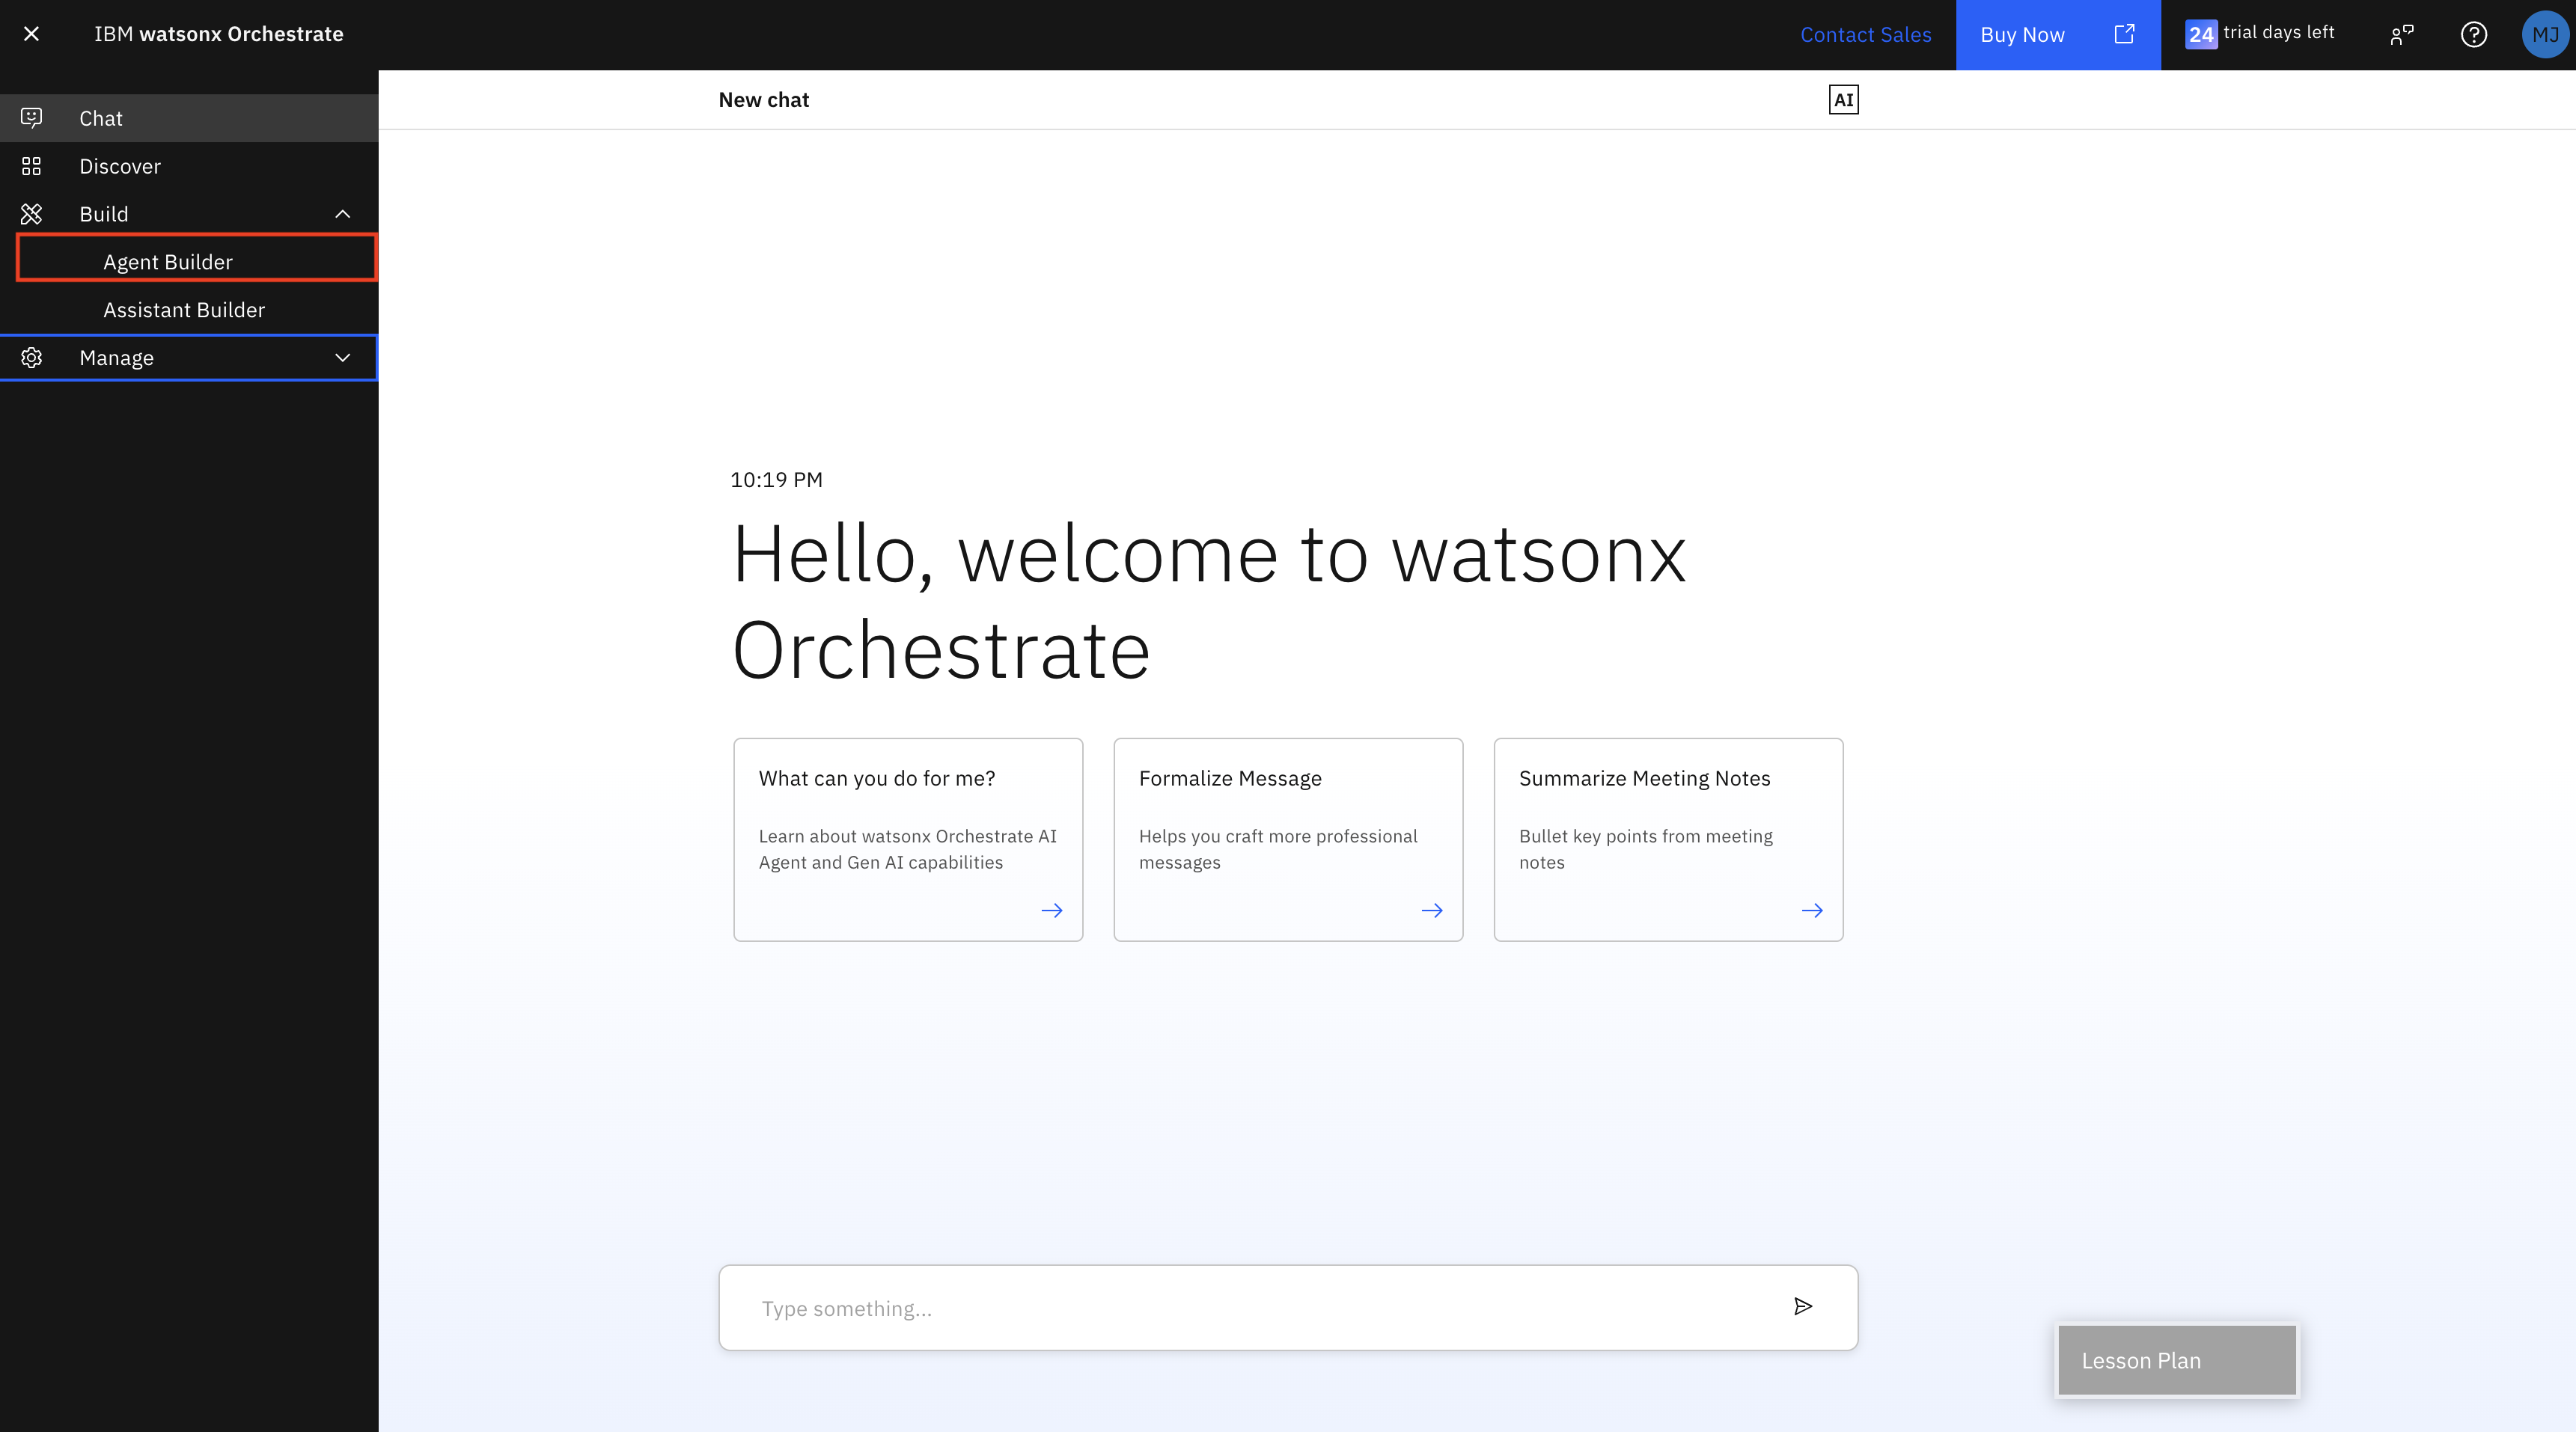 IBM watsonx Orchestrate
Contact Sales
Buy Now
24 trial days left
MJ
Chat
Discover
Build
Agent Builder
Assistant Builder
Manage
New chat
AI
10:19 PM
Hello, welcome to watsonx
Orchestrate
What can you do for me?
Learn about watsonx Orchestrate AI
Agent and Gen AI capabilities
Formalize Message
Helps you craft more professional
messages
Summarize Meeting Notes
Bullet key points from meeting
notes
Type something...
Lesson Plan